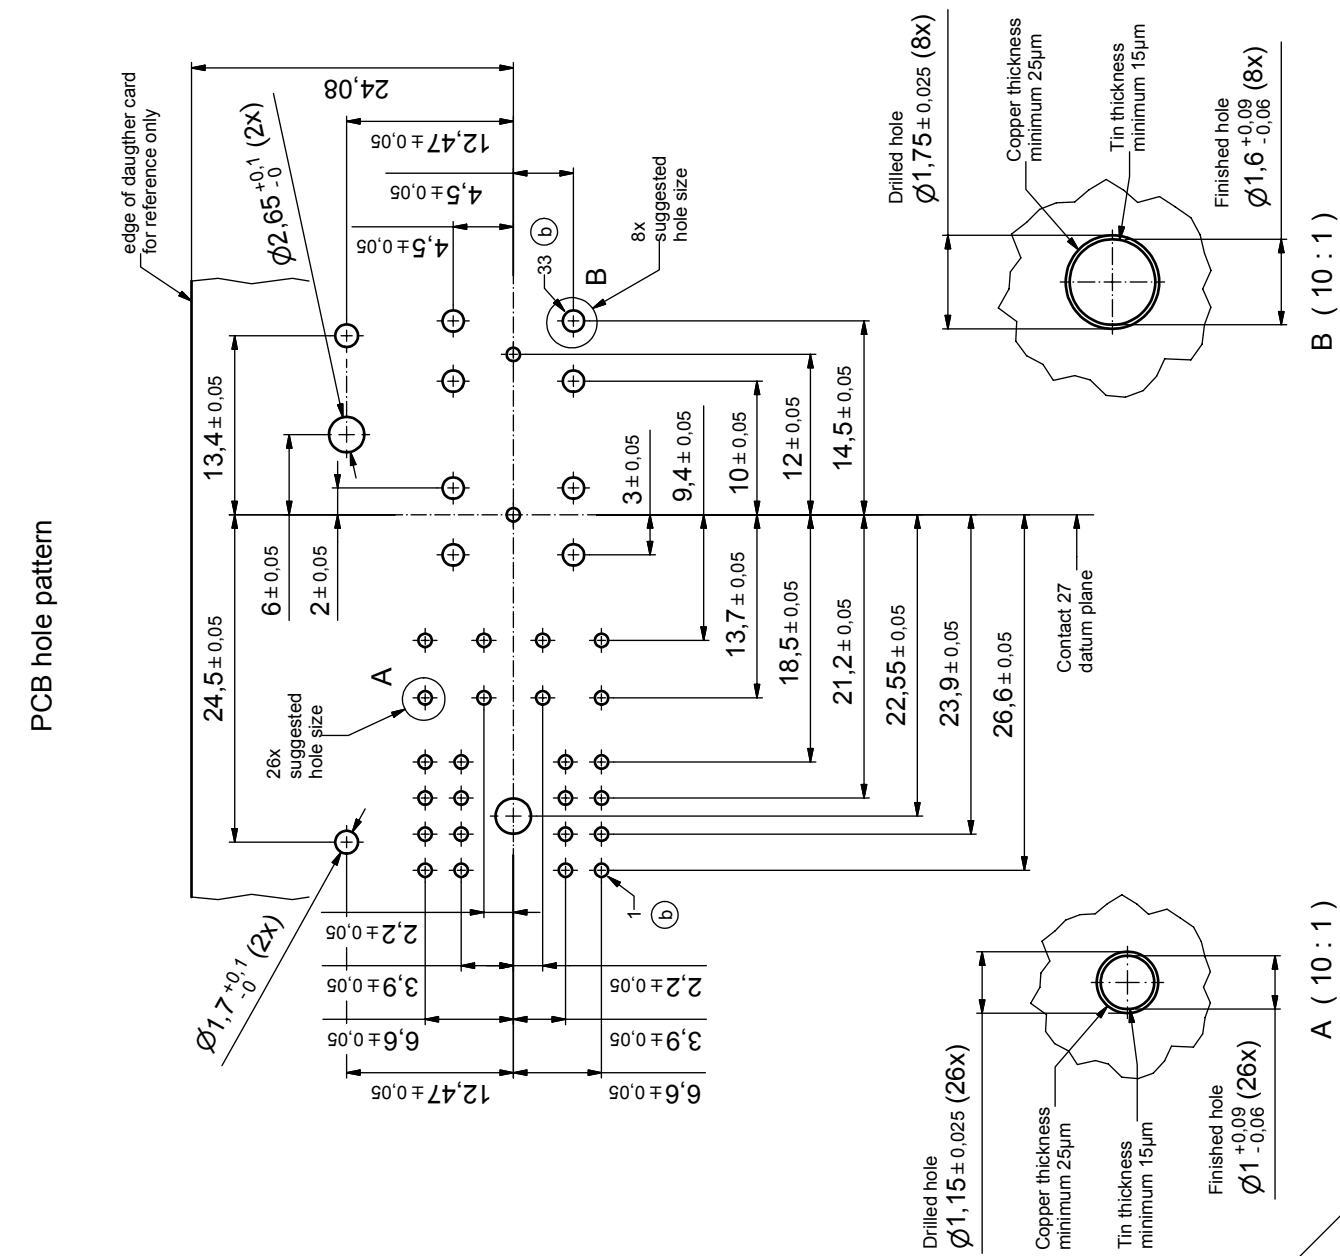 PCB hole pattern
edge of daugther card
for reference only
24,08
12,47 ± 0,05
4,5 ± 0,05
4,5 ± 0,05
Ø2,65 +0,1 -0 (2x)
13,4 ± 0,05
24,5 ± 0,05
6 ± 0,05
2 ± 0,05
33 b
B
8x
suggested
hole size
3 ± 0,05
9,4 ± 0,05
10 ± 0,05
12 ± 0,05
14,5 ± 0,05
13,7 ± 0,05
18,5 ± 0,05
21,2 ± 0,05
22,55 ± 0,05
23,9 ± 0,05
26,6 ± 0,05
Contact 27
datum plane
A
26x
suggested
hole size
Ø1,7 +0,1 -0 (2x)
1
b
2,2 ± 0,05
3,9 ± 0,05
6,6 ± 0,05
12,47 ± 0,05
2,2 ± 0,05
3,9 ± 0,05
6,6 ± 0,05
Drilled hole
Ø1,75 ± 0,025 (8x)
Copper thickness
minimum 25µm
Tin thickness
minimum 15µm
Finished hole
Ø1,6 +0,09 -0,06 (8x)
B ( 10 : 1 )
Drilled hole
Ø1,15 ± 0,025 (26x)
Copper thickness
minimum 25µm
Tin thickness
minimum 15µm
Finished hole
Ø1 +0,09 -0,06 (26x)
A ( 10 : 1 )